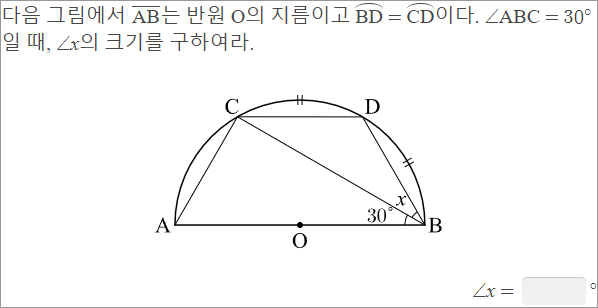 다음 그림에서 AB는 반원 O의 지름이고 BD = CD이다. ∠ABC = 30°
일 때, ∠x의 크기를 구하여라.
C D
x
30°
A B
O
∠x = °